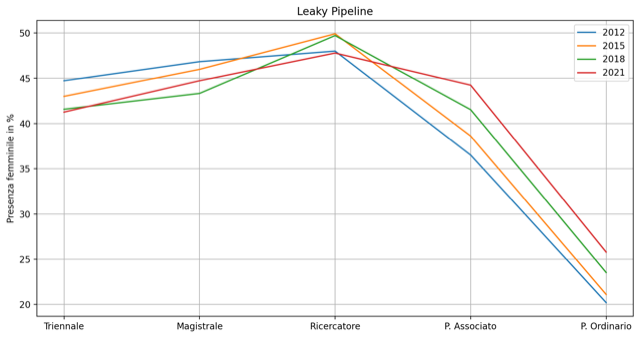 Leaky Pipeline
2012
2015
2018
2021
Presenza femminile in %
50
45
40
35
30
25
20
Triennale
Magistrale
Ricercatore
P. Associato
P. Ordinario